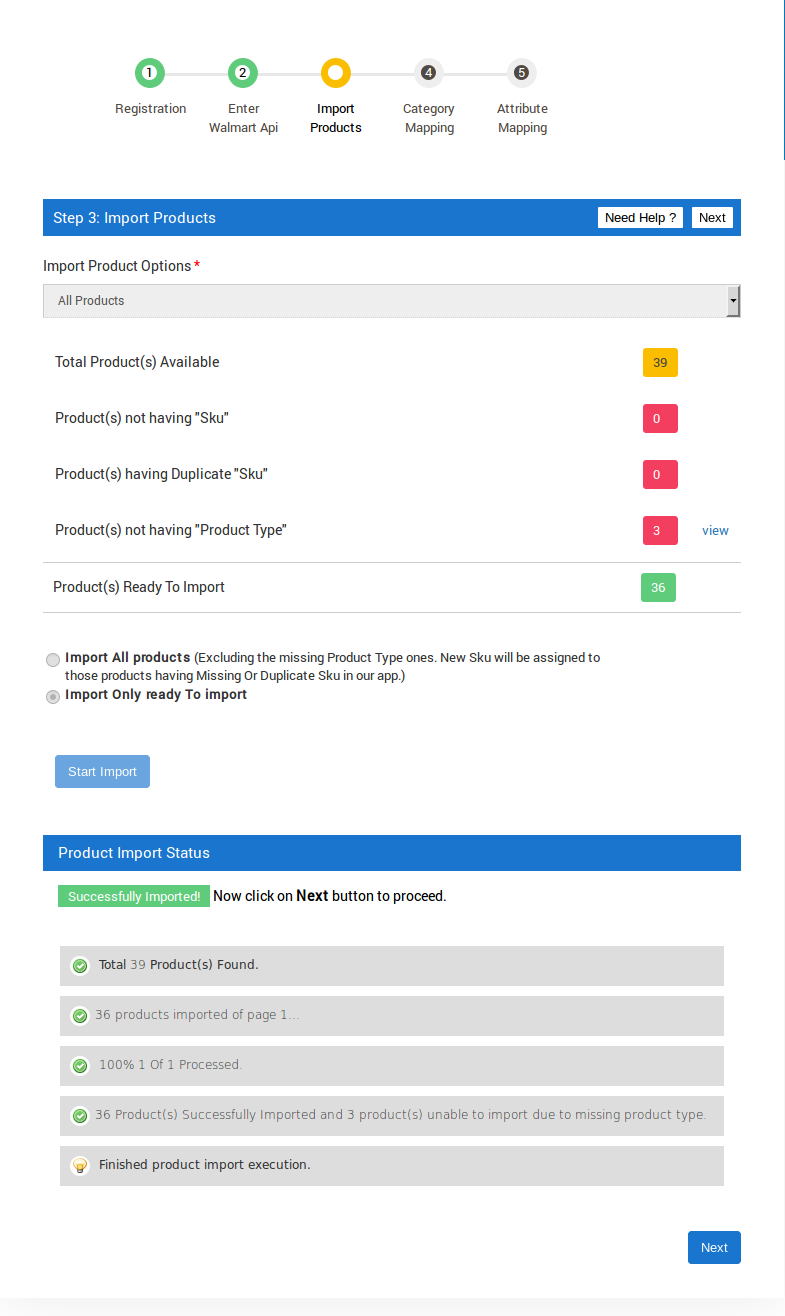 1 2 4 5
Registration Enter Import Category Attribute
Walmart Api Products Mapping Mapping
Step 3: Import Products Need Help ? Next
Import Product Options *
All Products
Total Product(s) Available 39
Product(s) not having "Sku" 0
Product(s) having Duplicate "Sku" 0
Product(s) not having "Product Type" 3 view
Product(s) Ready To Import 36
Import All products (Excluding the missing Product Type ones. New Sku will be assigned to
those products having Missing Or Duplicate Sku in our app.)
Import Only ready To import
Start Import
Product Import Status
Successfully Imported! Now click on Next button to proceed.
Total 39 Product(s) Found.
36 products imported of page 1...
100% 1 Of 1 Processed.
36 Product(s) Successfully Imported and 3 product(s) unable to import due to missing product type.
Finished product import execution.
Next